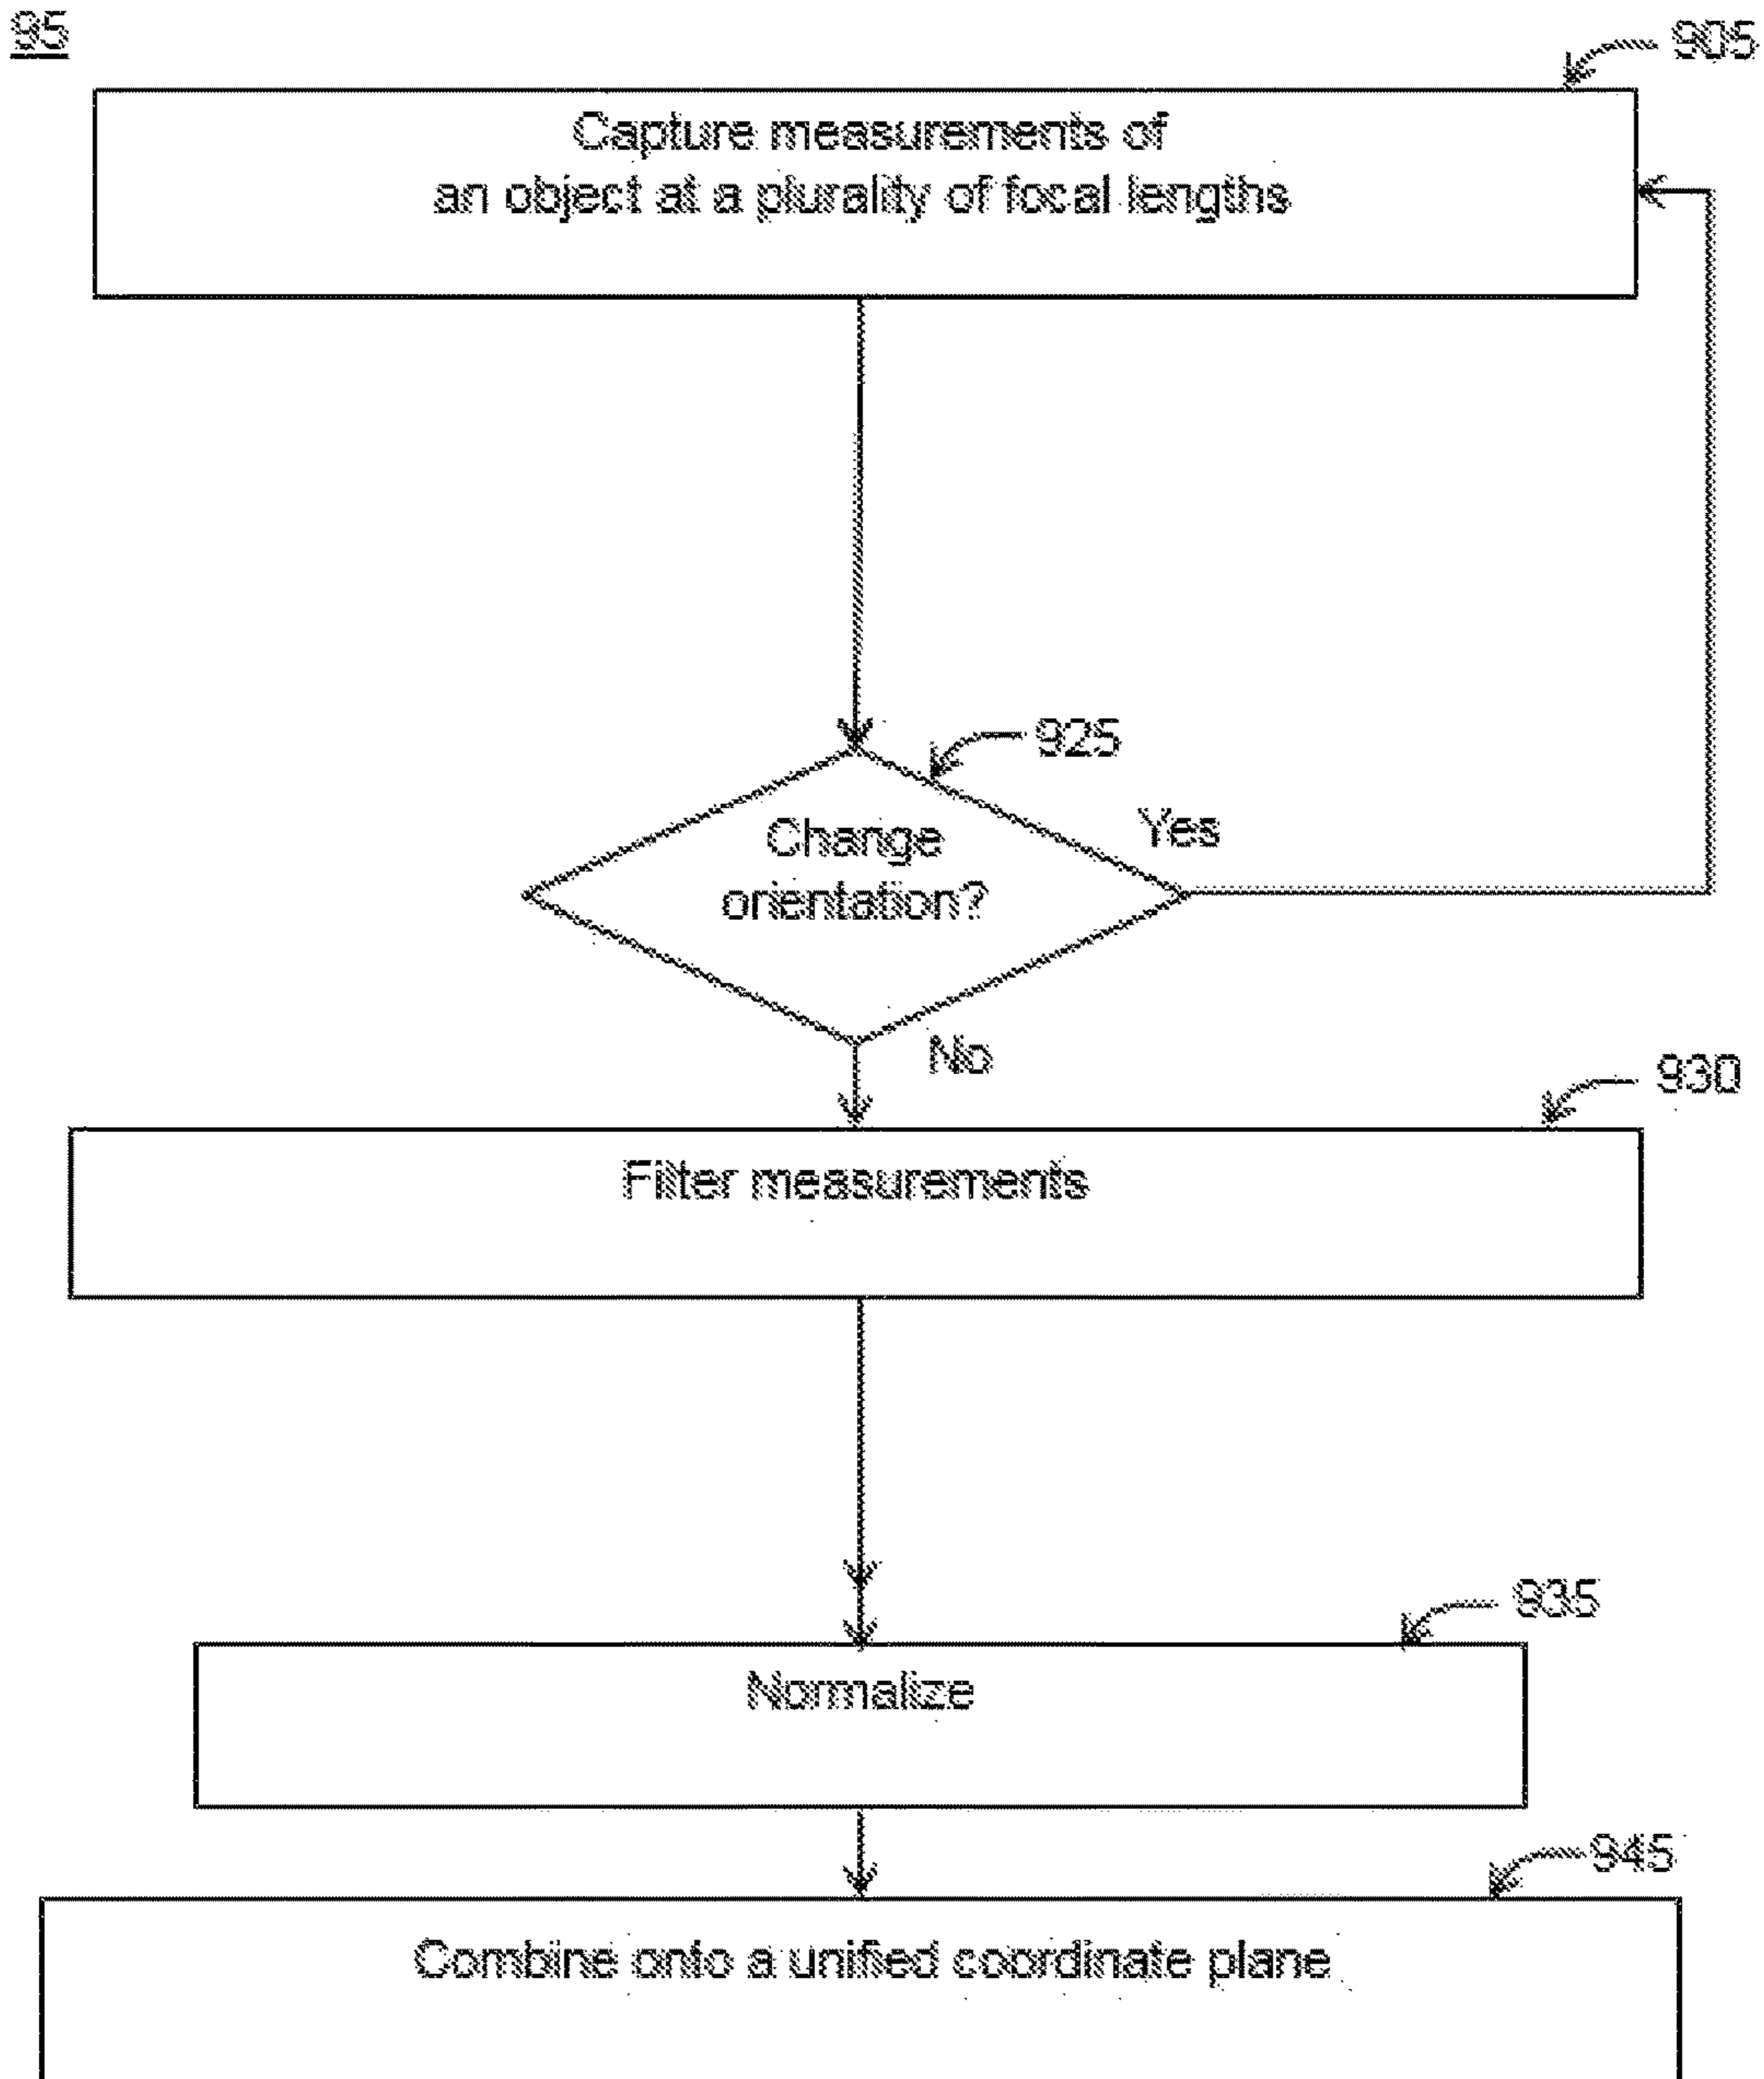 95
905
Capture measurements of
an object at a plurality of focal lengths
925
Change
orientation?
Yes
No
930
Filter measurements
935
Normalize
945
Combine onto a unified coordinate plane